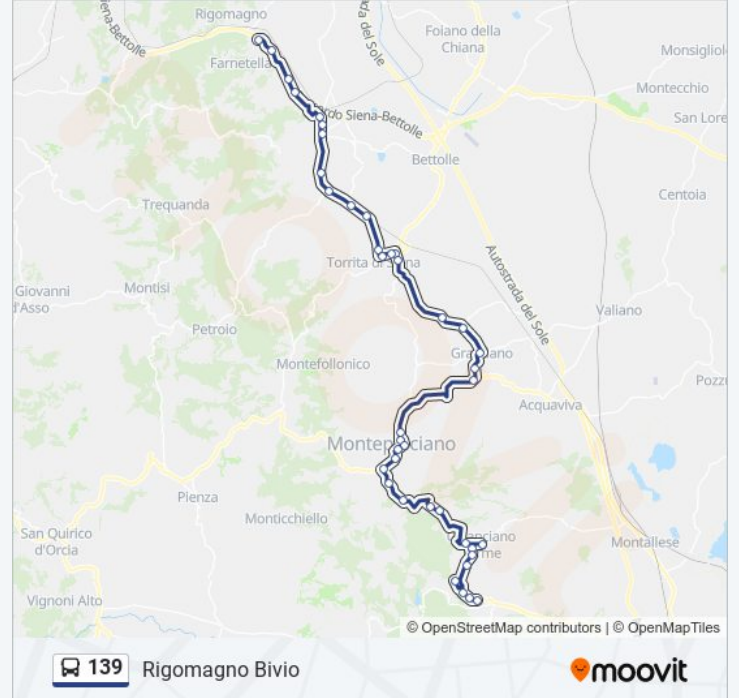 Rigomagno
Siena-Bettolle
Foiano della
Chiana
Farnetella
Monsigliol
Montecchio
Siena-Bettolle
San Lore
Bettolle
Centoia
Trequanda
Torrita di Siena
Autostrada del Sole
Giovanni
d'Asso
Montisi
Valiano
Petroio
Montefollonico
Acquaviva
Montepulciano
Pienza
Monticchiello
San Quirico
d'Orcia
Montallese
Vignoni Alto
© OpenStreetMap contributors | © OpenMapTiles
139 Rigomagno Bivio
moovit